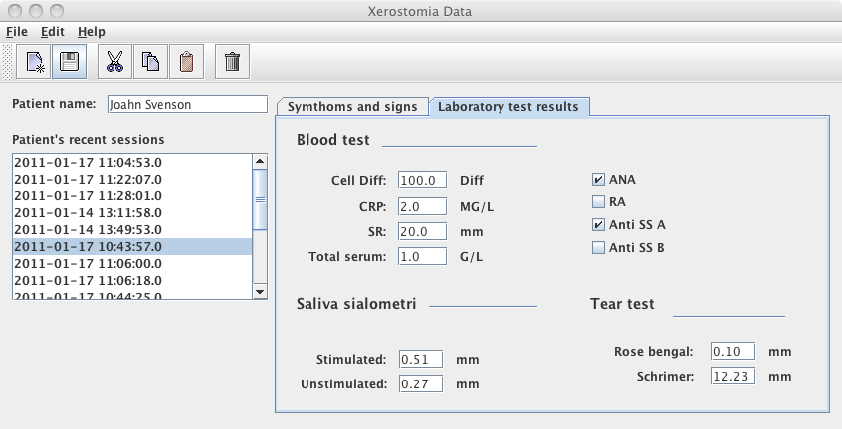 Xerostomia Data
File Edit Help
Patient name: Joahn Svenson
Patient's recent sessions
2011-01-17 11:04:53.0
2011-01-17 11:22:07.0
2011-01-17 11:28:01.0
2011-01-14 13:11:58.0
2011-01-14 13:49:53.0
2011-01-17 10:43:57.0
2011-01-17 11:06:00.0
2011-01-17 11:06:18.0
2011-01-17 10:44:25.0
Symthoms and signs Laboratory test results
Blood test
Cell Diff: 100.0 Diff
CRP: 2.0 MG/L
SR: 20.0 mm
Total serum: 1.0 G/L
ANA
RA
Anti SS A
Anti SS B
Saliva sialometri
Stimulated: 0.51 mm
Unstimulated: 0.27 mm
Tear test
Rose bengal: 0.10 mm
Schrimer: 12.23 mm